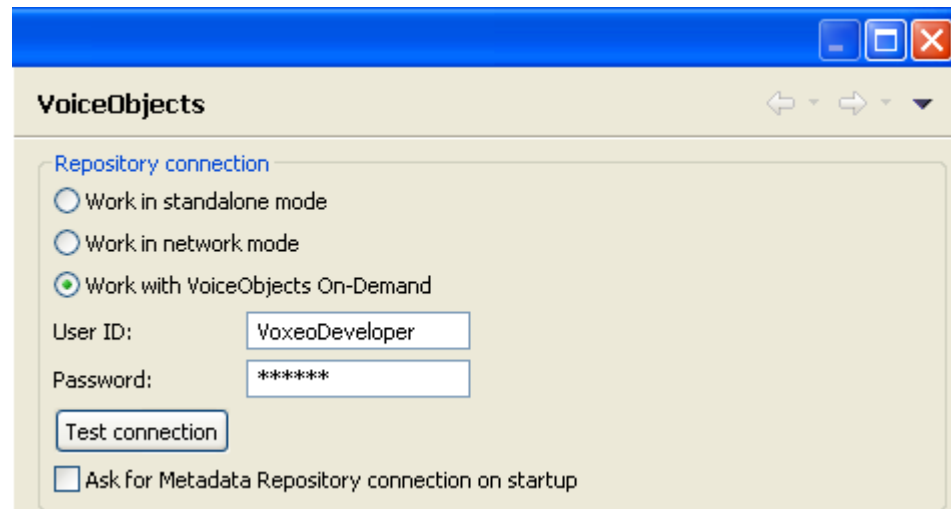 VoiceObjects
Repository connection
Work in standalone mode
Work in network mode
Work with VoiceObjects On-Demand
User ID: VoxeoDeveloper
Password: ******
Test connection
Ask for Metadata Repository connection on startup